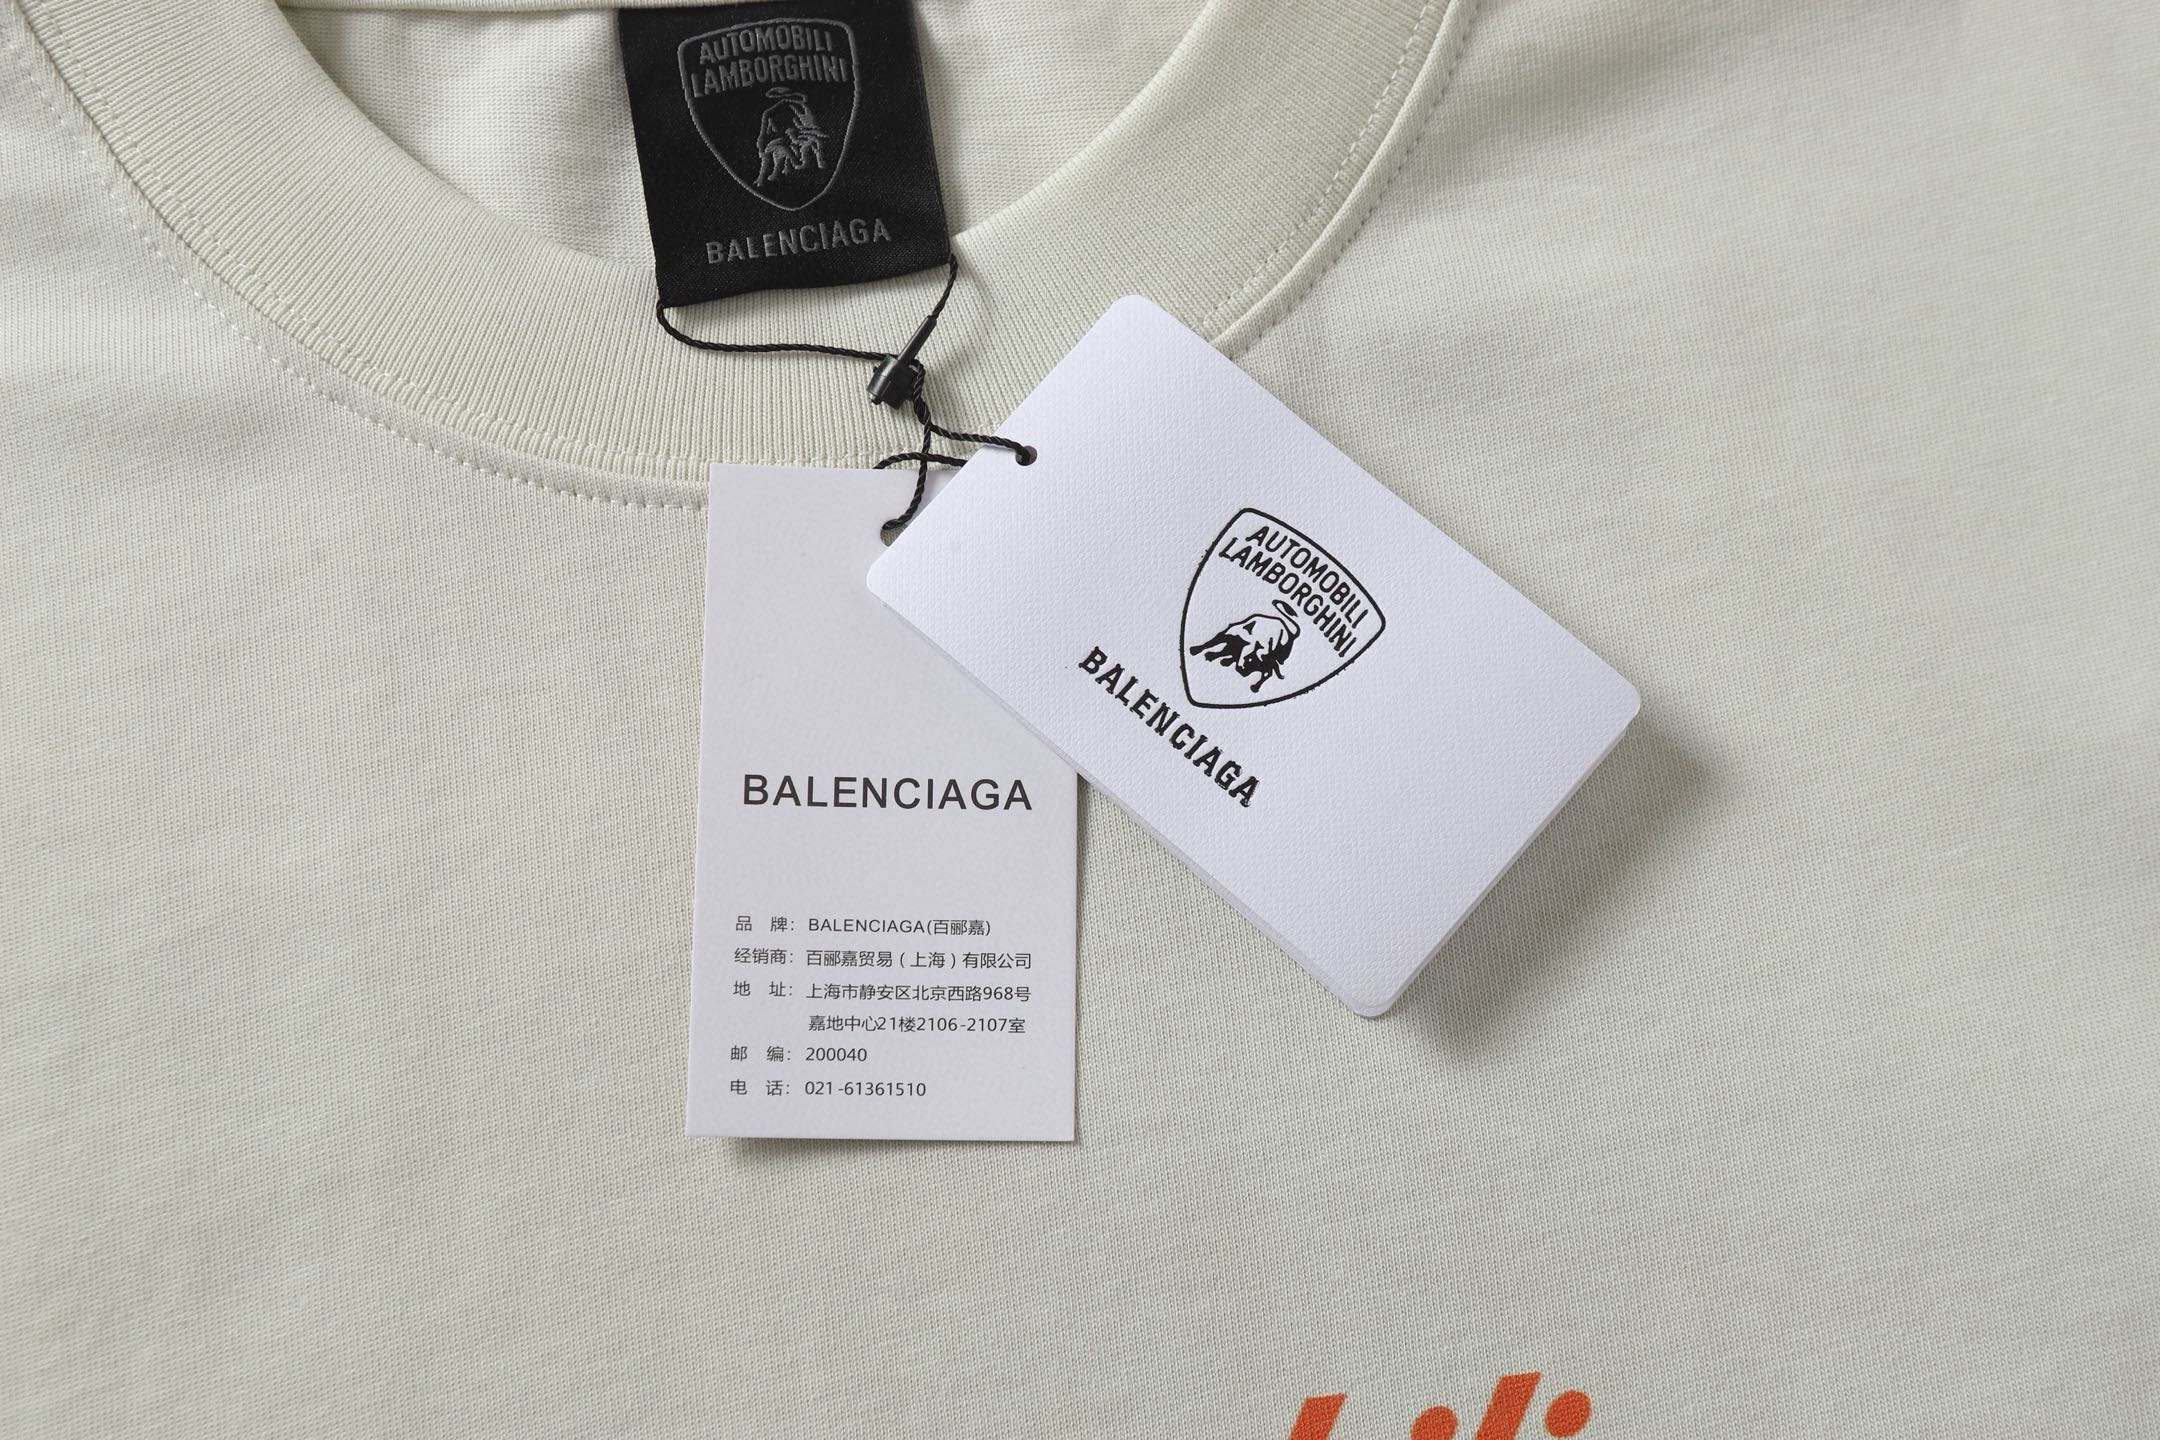 AUTOMOBILI
LAMBORGHINI
BALENCIAGA
AUTOMOBILI
LAMBORGHINI
BALENCIAGA
BALENCIAGA
品 牌：BALENCIAGA(百郦嘉)
经销商：百郦嘉贸易（上海）有限公司
地 址：上海市静安区北京西路968号
嘉地中心21楼2106-2107室
邮 编：200040
电 话：021-61361510